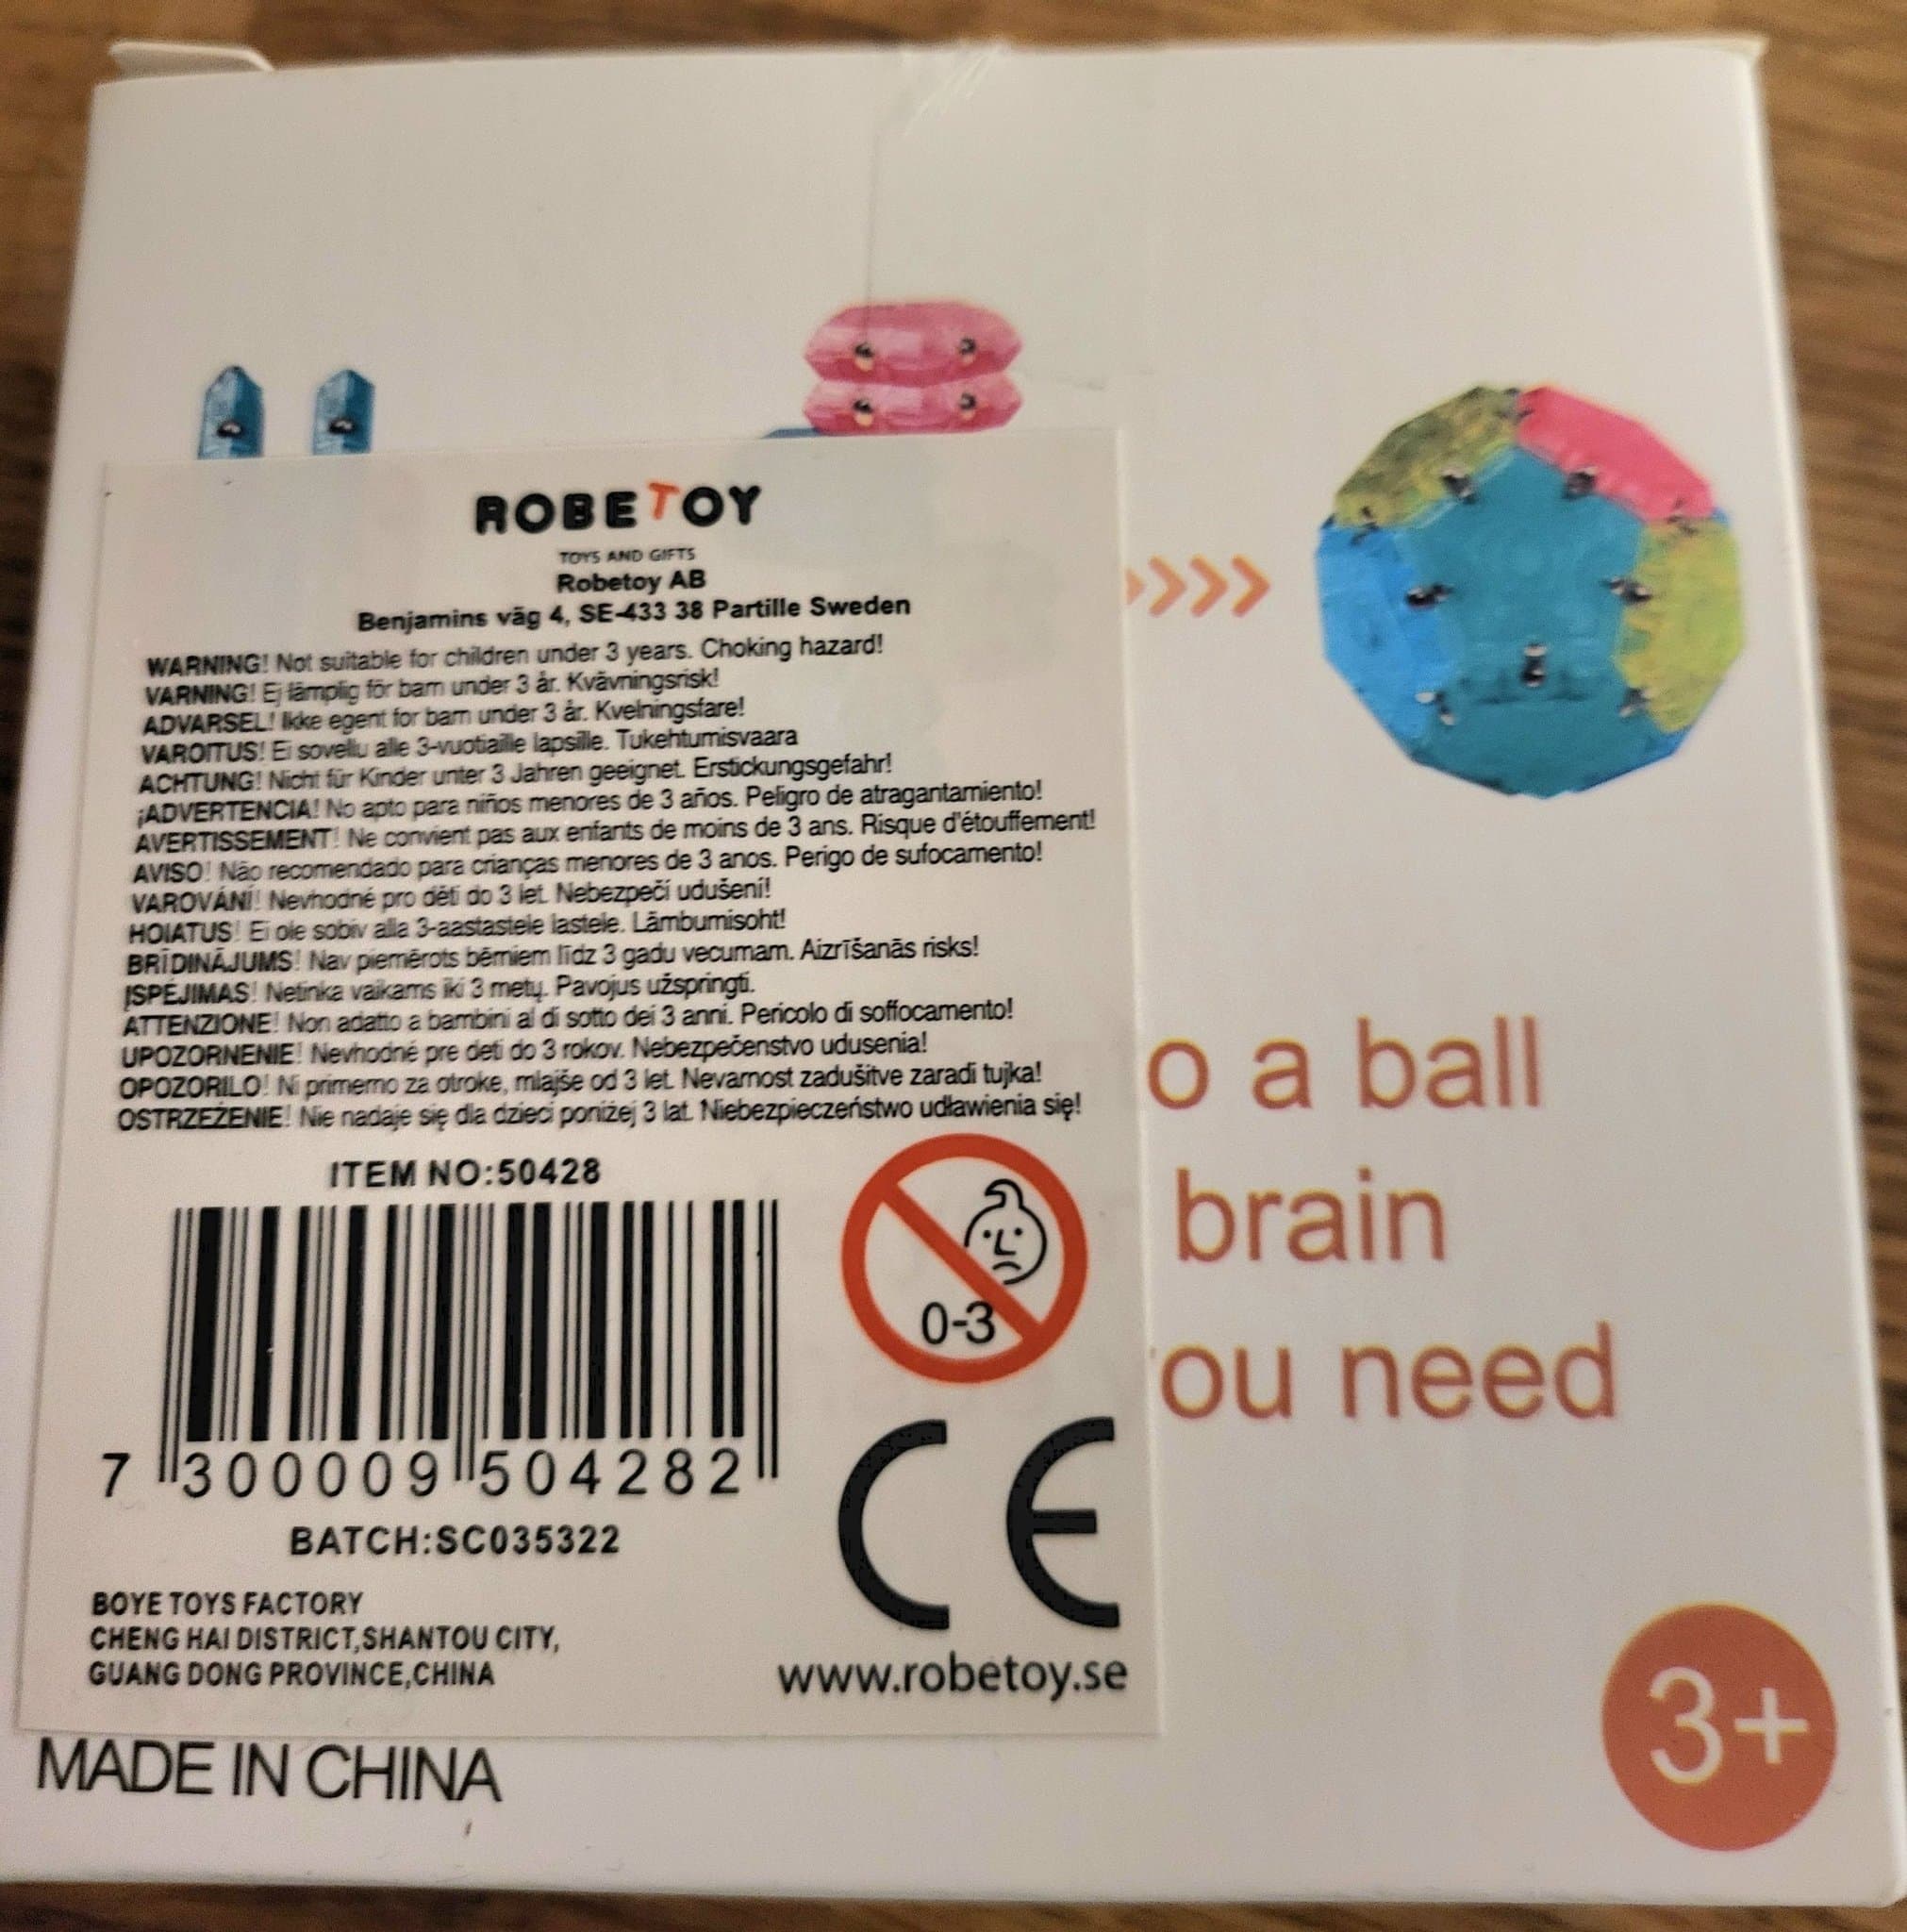 ROBETOY
TOYS AND GIFTS
Robetoy AB
Benjamins väg 4, SE-433 38 Partille Sweden
WARNING! Not suitable for children under 3 years. Choking hazard!
VARNING! Ej lämplig för barn under 3 år. Kvävningsrisk!
ADVARSEL! Ikke egent for barn under 3 år. Kvelningsfare!
VAROITUS! Ei sovellu alle 3-vuotiaille lapsille. Tukehtumisvaara
ACHTUNG! Nicht für Kinder unter 3 Jahren geeignet. Erstickungsgefahr!
¡ADVERTENCIA! No apto para niños menores de 3 años. Peligro de atragantamiento!
AVERTISSEMENT! Ne convient pas aux enfants de moins de 3 ans. Risque d'étouffement!
AVISO! Não recomendado para crianças menores de 3 anos. Perigo de sufocamento!
VAROVÁNÍ! Nevhodné pro děti do 3 let. Nebezpečí udušení!
HOIATUS! Ei ole sobiv alla 3-aastastele lastele. Lämbumisoht!
BRĪDINĀJUMS! Nav piemērots bērniem līdz 3 gadu vecumam. Aizrīšanās risks!
ĮSPĖJIMAS! Netinka vaikams iki 3 metų. Pavojus užspringti.
ATTENZIONE! Non adatto a bambini al di sotto dei 3 anni. Pericolo di soffocamento!
UPOZORNENIE! Nevhodné pre deti do 3 rokov. Nebezpečenstvo udusenia!
OPOZORILO! Ni primerno za otroke, mlajše od 3 let. Nevarnost zadušitve zaradi tujka!
OSTRZEŻENIE! Nie nadaje się dla dzieci poniżej 3 lat. Niebezpieczeństwo udławienia się!
ITEM NO:50428
7 300009 504282
BATCH:SC035322
BOYE TOYS FACTORY
CHENG HAI DISTRICT,SHANTOU CITY,
GUANG DONG PROVINCE,CHINA
0-3
CE
www.robetoy.se
MADE IN CHINA
o a ball
brain
ou need
3+